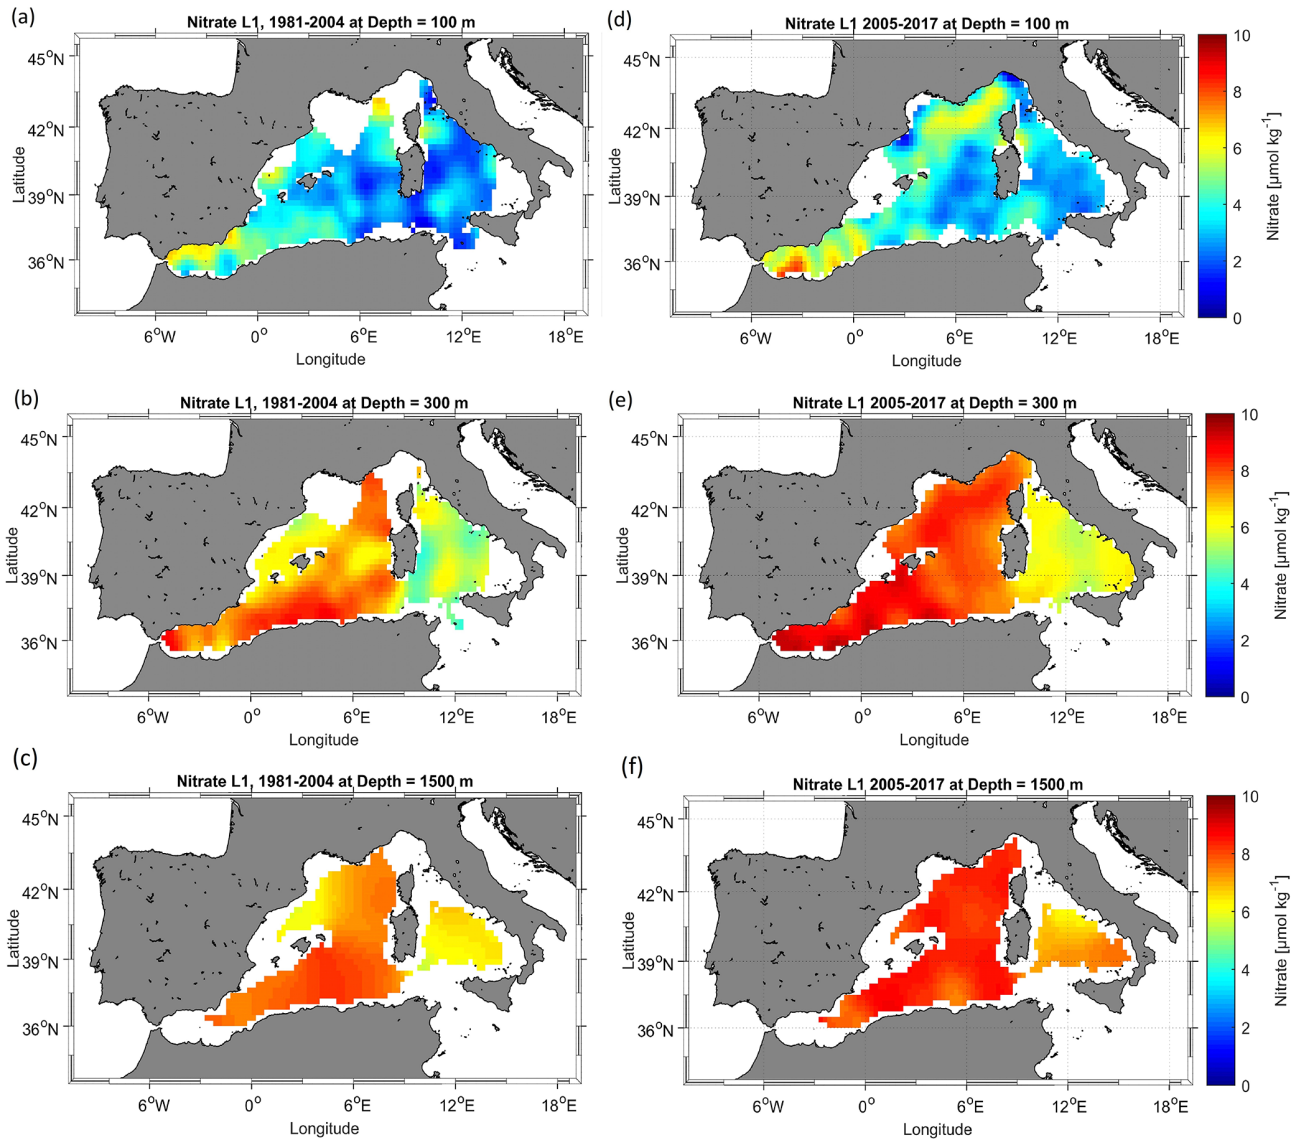 (a)
Nitrate L1, 1981-2004 at Depth = 100 m
45°N
42°N
39°N
36°N
Latitude
6°W 0° 6°E 12°E 18°E
Longitude
(d)
Nitrate L1 2005-2017 at Depth = 100 m
45°N
42°N
39°N
36°N
Latitude
6°W 0° 6°E 12°E 18°E
Longitude
10
8
6
4
2
0
Nitrate [µmol kg⁻¹]
(b)
Nitrate L1, 1981-2004 at Depth = 300 m
45°N
42°N
39°N
36°N
Latitude
6°W 0° 6°E 12°E 18°E
Longitude
(e)
Nitrate L1 2005-2017 at Depth = 300 m
45°N
42°N
39°N
36°N
Latitude
6°W 0° 6°E 12°E 18°E
Longitude
10
8
6
4
2
0
Nitrate [µmol kg⁻¹]
(c)
Nitrate L1, 1981-2004 at Depth = 1500 m
45°N
42°N
39°N
36°N
Latitude
6°W 0° 6°E 12°E 18°E
Longitude
(f)
Nitrate L1 2005-2017 at Depth = 1500 m
45°N
42°N
39°N
36°N
Latitude
6°W 0° 6°E 12°E 18°E
Longitude
10
8
6
4
2
0
Nitrate [µmol kg⁻¹]